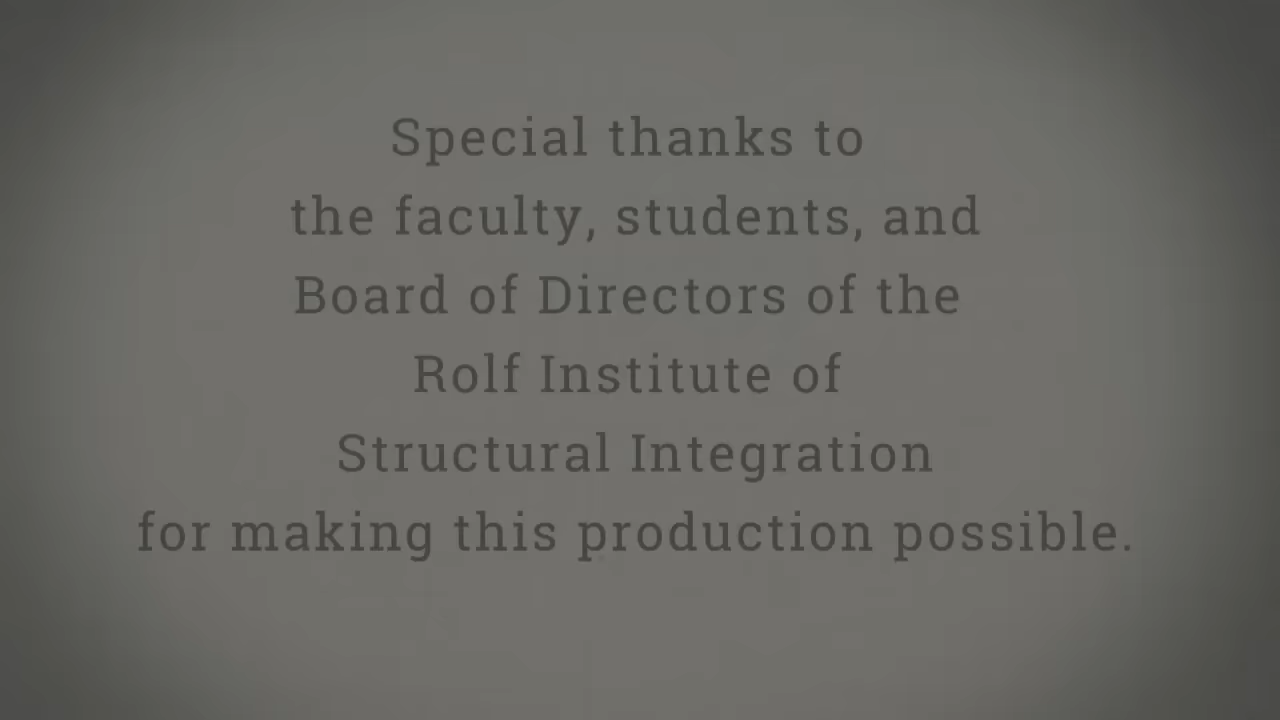 Special thanks to
the faculty, students, and
Board of Directors of the
Rolf Institute of
Structural Integration
for making this production possible.